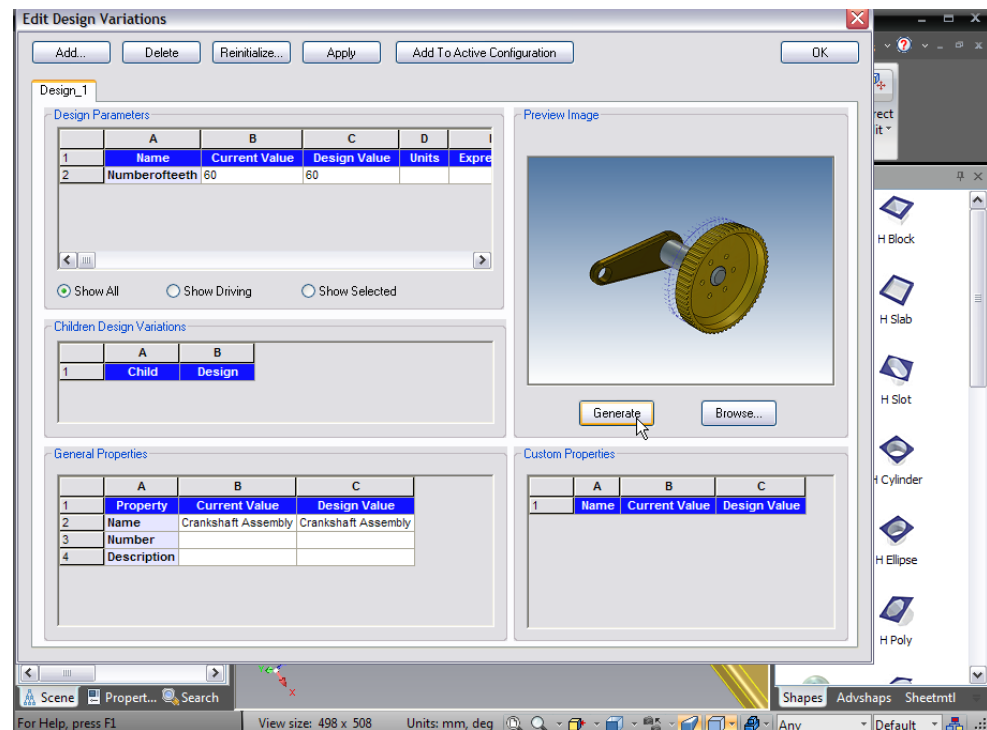 Edit Design Variations
Add... Delete Reinitialize... Apply Add To Active Configuration OK
Design_1
Design Parameters
A B C D
1 Name Current Value Design Value Units Expre
2 Numberofteeth 60 60
Show All Show Driving Show Selected
Children Design Variations
A B
1 Child Design
Preview Image
Generate Browse...
General Properties
A B C
1 Property Current Value Design Value
2 Name Crankshaft Assembly Crankshaft Assembly
3 Number
4 Description
Custom Properties
A B C
1 Name Current Value Design Value
rect
it
H Block
H Slab
H Slot
H Cylinder
H Ellipse
H Poly
x
Scene Propert... Search
Shapes Advshaps Sheetmtl
For Help, press F1 View size: 498 x 508 Units: mm, deg Any Default